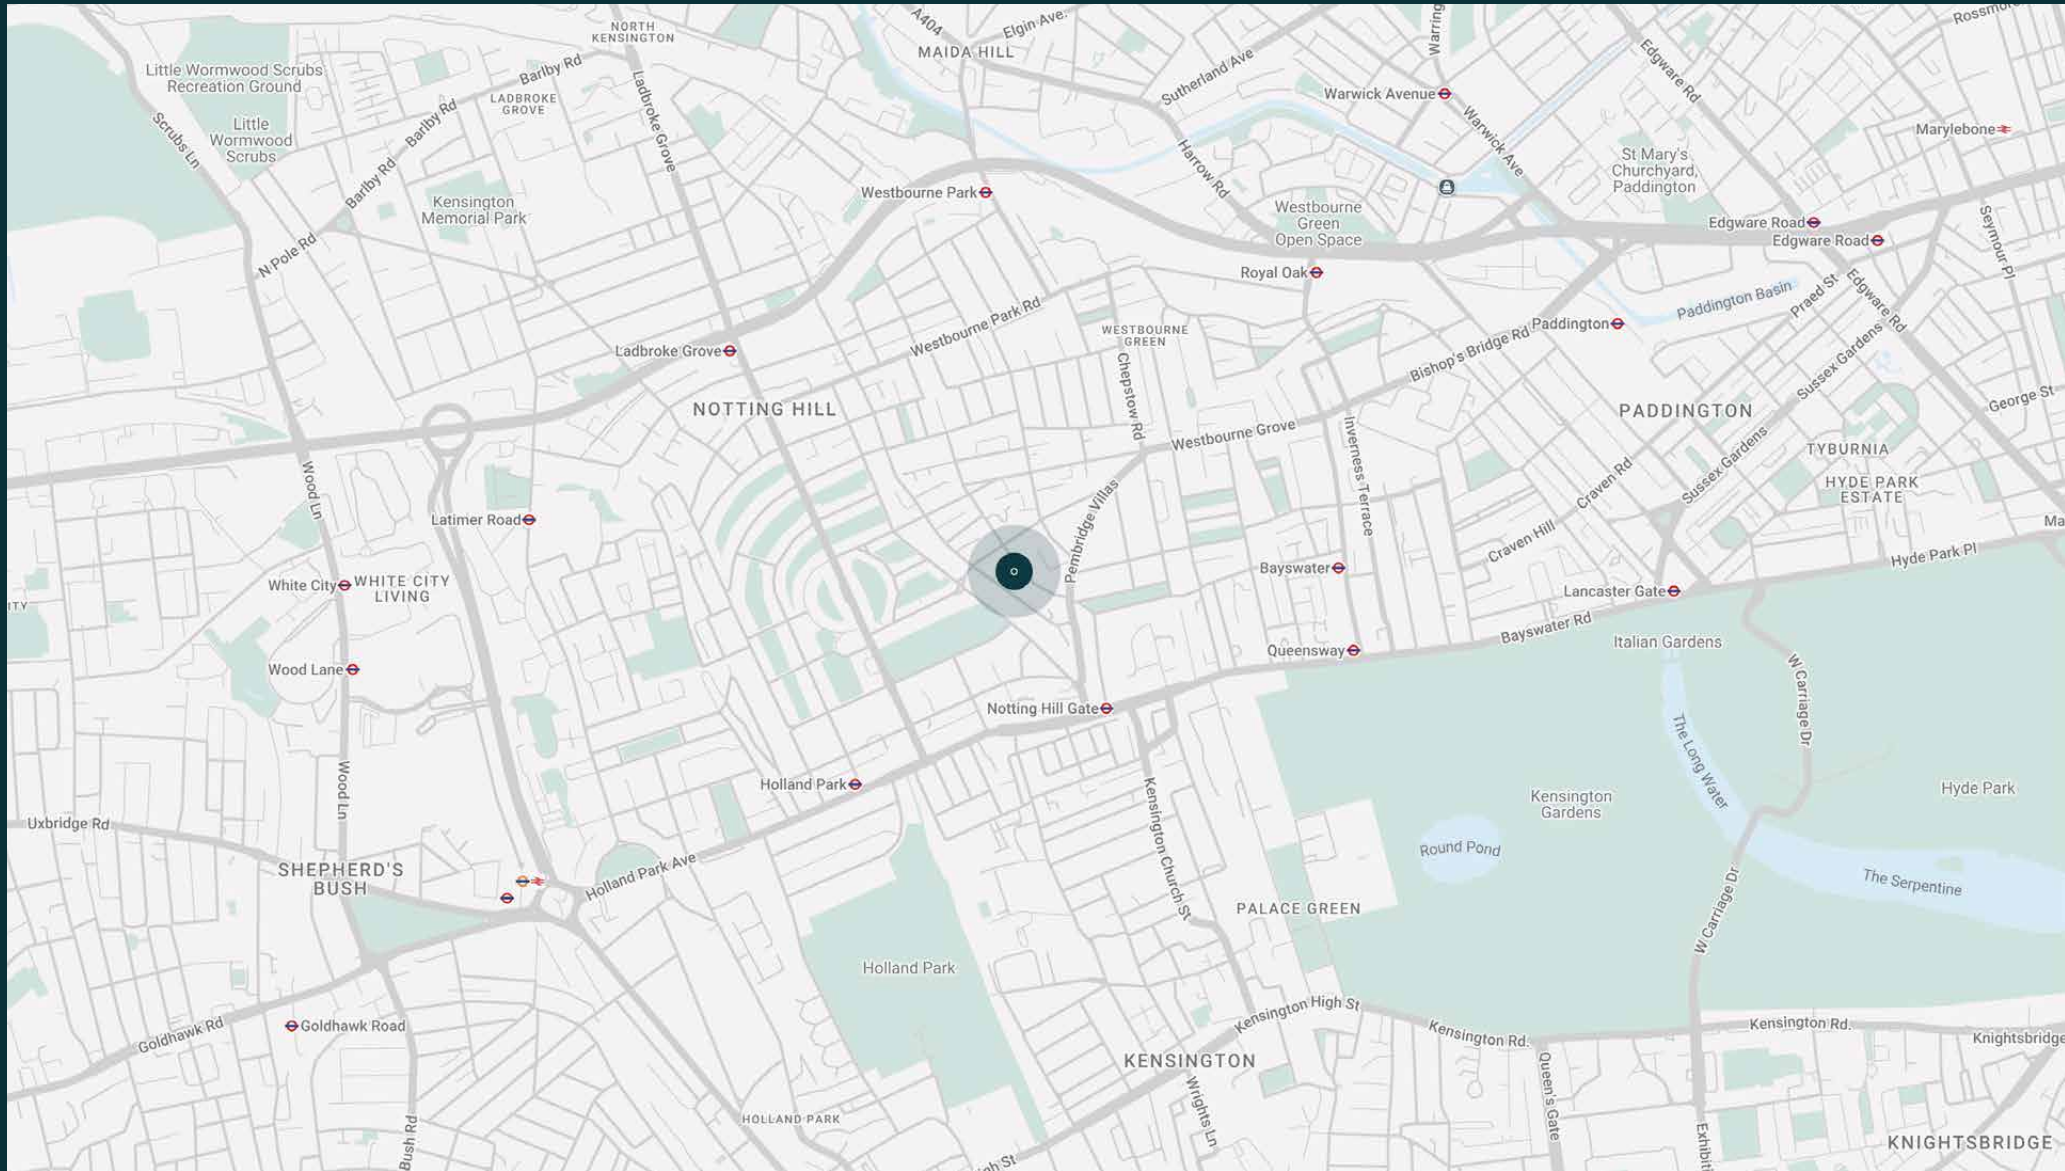 NORTH
KENSINGTON
A404
Elgin Ave.
MAIDA HILL
Warring
Edgware Rd
Little Wormwood Scrubs
Recreation Ground
Barlby Rd
Ladbroke Grove
Sutherland Ave
Warwick Avenue
Warwick Ave
LADBROKE
GROVE
Barlby Rd
Scrubs Ln
Little
Wormwood
Scrubs
Marylebone
Harrow Rd
St Mary's
Churchyard,
Paddington
Barlby Rd
Westbourne Park
Kensington
Memorial Park
Westbourne
Green
Open Space
Edgware Road
Edgware Road
Seymour Pl
N Pole Rd
Royal Oak
Paddington Basin
Praed St
Edgware Rd
Westbourne Park Rd
WESTBOURNE
GREEN
Paddington
Bishop's Bridge Rd
Ladbroke Grove
Chepstow Rd
Sussex Gardens
NOTTING HILL
PADDINGTON
George St
Westbourne Grove
Inverness Terrace
TYBURNIA
Sussex Gardens
Craven Rd
HYDE PARK
ESTATE
Wood Ln
Latimer Road
Pembridge Villas
Craven Hill
Ma
Hyde Park Pl
Bayswater
White City
WHITE CITY
LIVING
Lancaster Gate
ITY
Bayswater Rd
Italian Gardens
Queensway
Wood Lane
W Carriage Dr
Notting Hill Gate
The Long Water
Holland Park
Wood Ln
Kensington
Gardens
Hyde Park
Uxbridge Rd
Kensington Church St
Round Pond
SHEPHERD'S
BUSH
Holland Park Ave
The Serpentine
PALACE GREEN
W Carriage Dr
Holland Park
Goldhawk Road
Goldhawk Rd
Kensington High St
Kensington Rd.
Kensington Rd.
Knightsbridge
KENSINGTON
Queen's Gate
Wrights Ln
HOLLAND PARK
Bush Rd
Exhibit
KNIGHTSBRIDGE
gh St